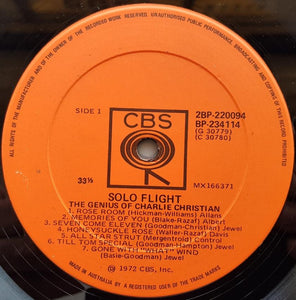 ALL RIGHTS OF THE MANUFACTURER AND OF THE OWNER OF THE RECORDED WORK RESERVED. UNAUTHORISED PUBLIC PERFORMANCE, BROADCASTING AND COPYING OF THIS RECORD PROHIBITED
SIDE 1
CBS
2BP-220094
BP-234114
(G 30779)
(C 30780)
33⅓
MX166371
SOLO FLIGHT
THE GENIUS OF CHARLIE CHRISTIAN
1. ROSE ROOM (Hickman-Williams) Allans
2. MEMORIES OF YOU (Blake-Razaf) Albert
3. SEVEN COME ELEVEN (Goodman-Christian) Jewel
4. HONEYSUCKLE ROSE (Waller-Razaf) Davis
5. ALL STAR STRUT (Mergentroid) Control
6. TILL TOM SPECIAL (Goodman-Hampton) Jewel
7. GONE WITH "WHAT" WIND
(Basie-Goodman) Jewel
℗ 1972 CBS, Inc.
MADE IN AUSTRALIA BY A REGISTERED USER OF THE TRADE MARKS